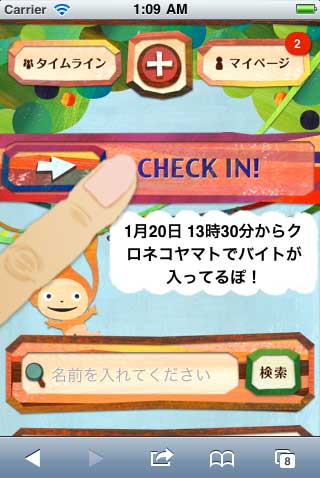 Carrier 1:09 AM
タイムライン
マイページ
2
CHECK IN!
1月20日 13時30分からク
ロネコヤマトでバイトが
入ってるぽ！
名前を入れてください
検索
8